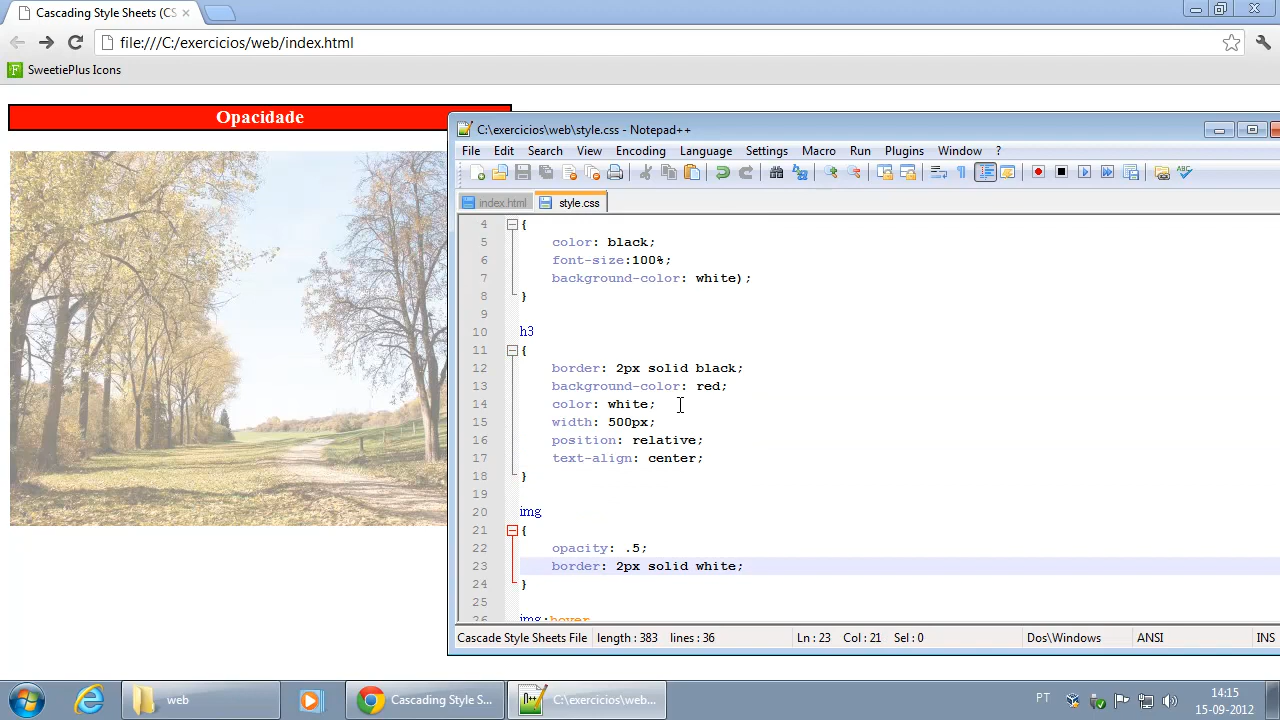 Cascading Style Sheets (CS
file:///C:/exercicios/web/index.html
SweetiePlus Icons
Opacidade
C:\exercicios\web\style.css - Notepad++
File Edit Search View Encoding Language Settings Macro Run Plugins Window ?
index.html style.css
4 {
5 color: black;
6 font-size:100%;
7 background-color: white);
8 }
9
10 h3
11 {
12 border: 2px solid black;
13 background-color: red;
14 color: white;
15 width: 500px;
16 position: relative;
17 text-align: center;
18 }
19
20 img
21 {
22 opacity: .5;
23 border: 2px solid white;
24 }
25
26 img:hover
Cascade Style Sheets File length : 383 lines : 36 Ln : 23 Col : 21 Sel : 0 Dos\Windows ANSI INS
web Cascading Style S... C:\exercicios\web... PT 14:15
15-09-2012